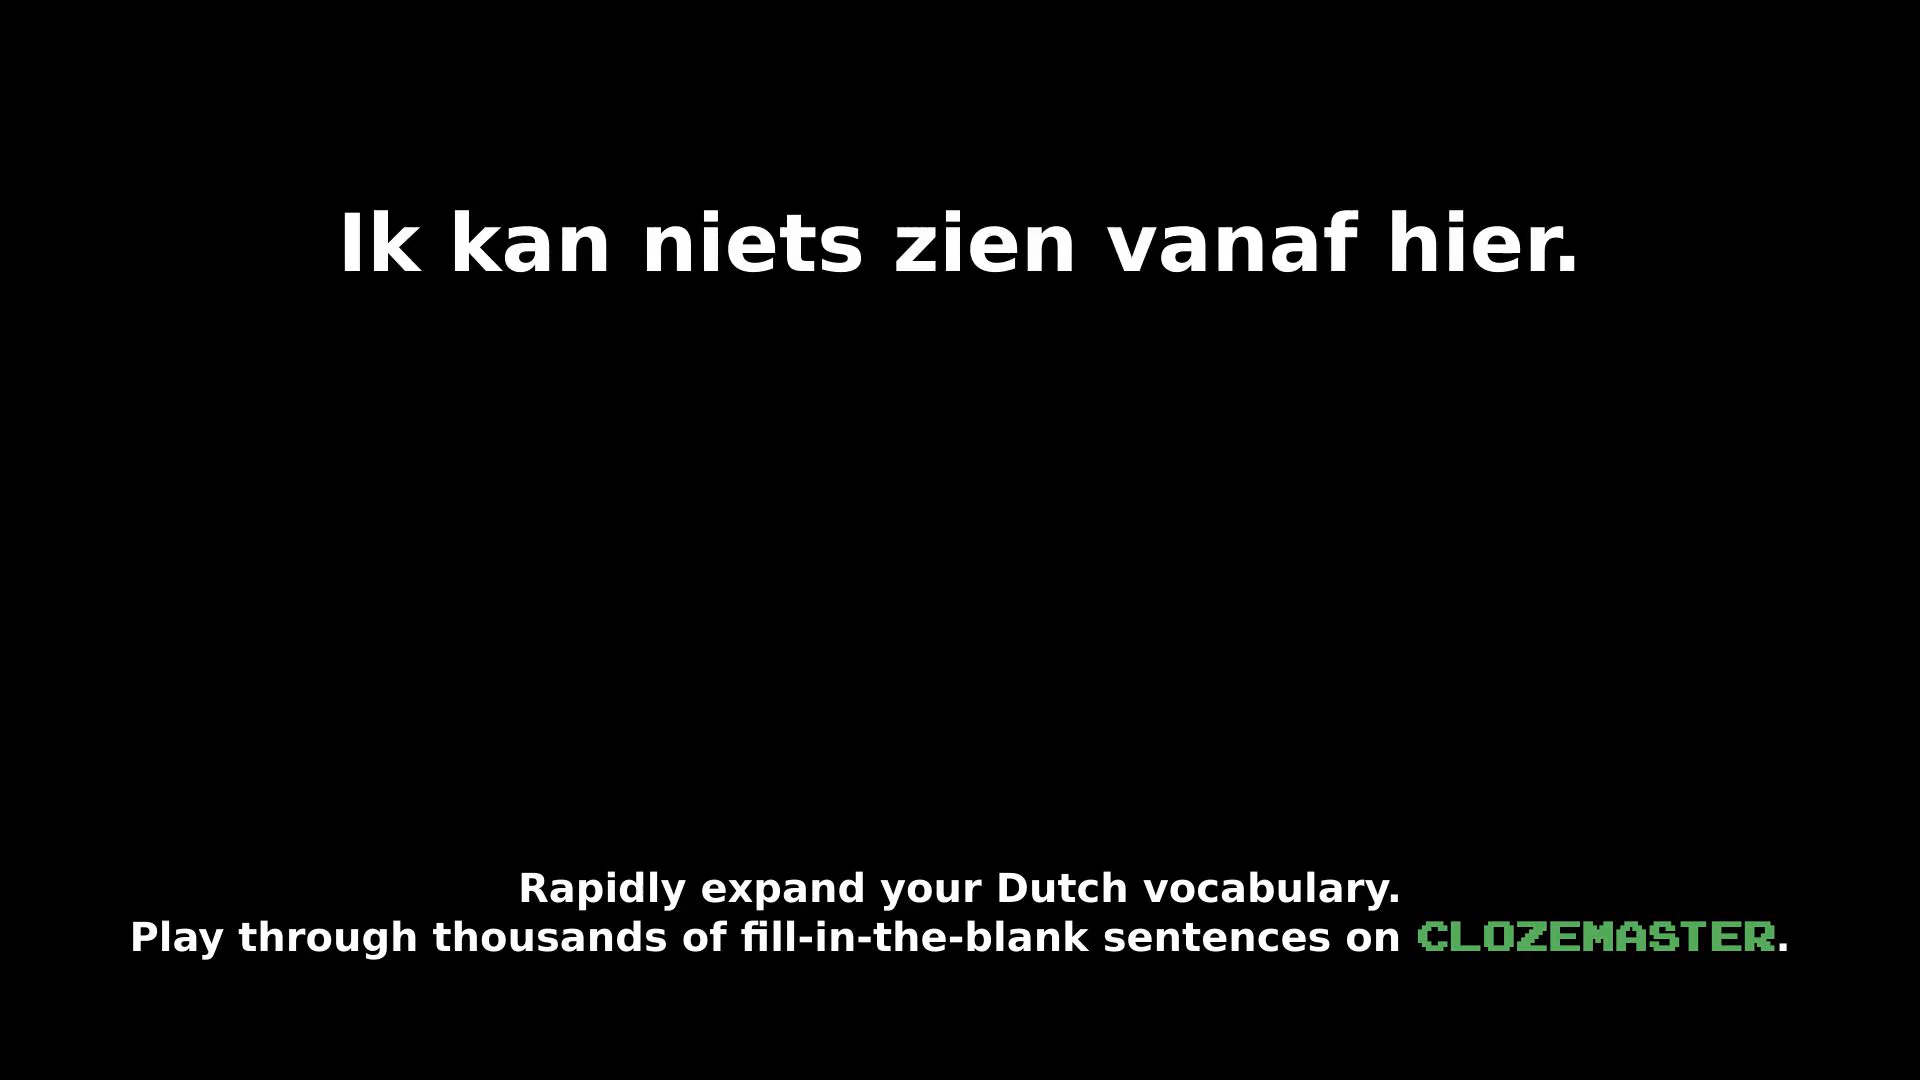 Ik kan niets zien vanaf hier.
Rapidly expand your Dutch vocabulary.
Play through thousands of fill-in-the-blank sentences on CLOZEMASTER.